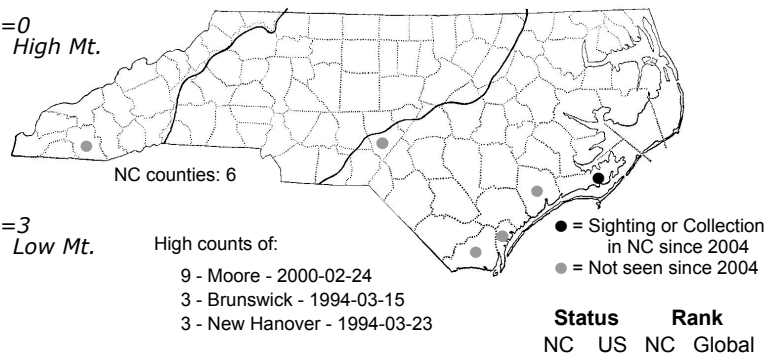 =0
High Mt.
NC counties: 6
=3
Low Mt.
High counts of:
9 - Moore - 2000-02-24
3 - Brunswick - 1994-03-15
3 - New Hanover - 1994-03-23
= Sighting or Collection
in NC since 2004
= Not seen since 2004
Status Rank
NC US NC Global